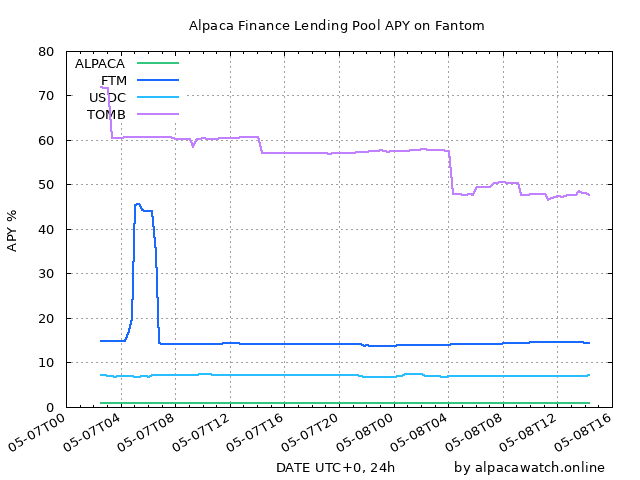 Alpaca Finance Lending Pool APY on Fantom
80
70
60
50
40
30
20
10
0
APY %
ALPACA
FTM
USDC
TOMB
05-07T00
05-07T04
05-07T08
05-07T12
05-07T16
05-07T20
05-08T00
05-08T04
05-08T08
05-08T12
05-08T16
DATE UTC+0, 24h
by alpacawatch.online